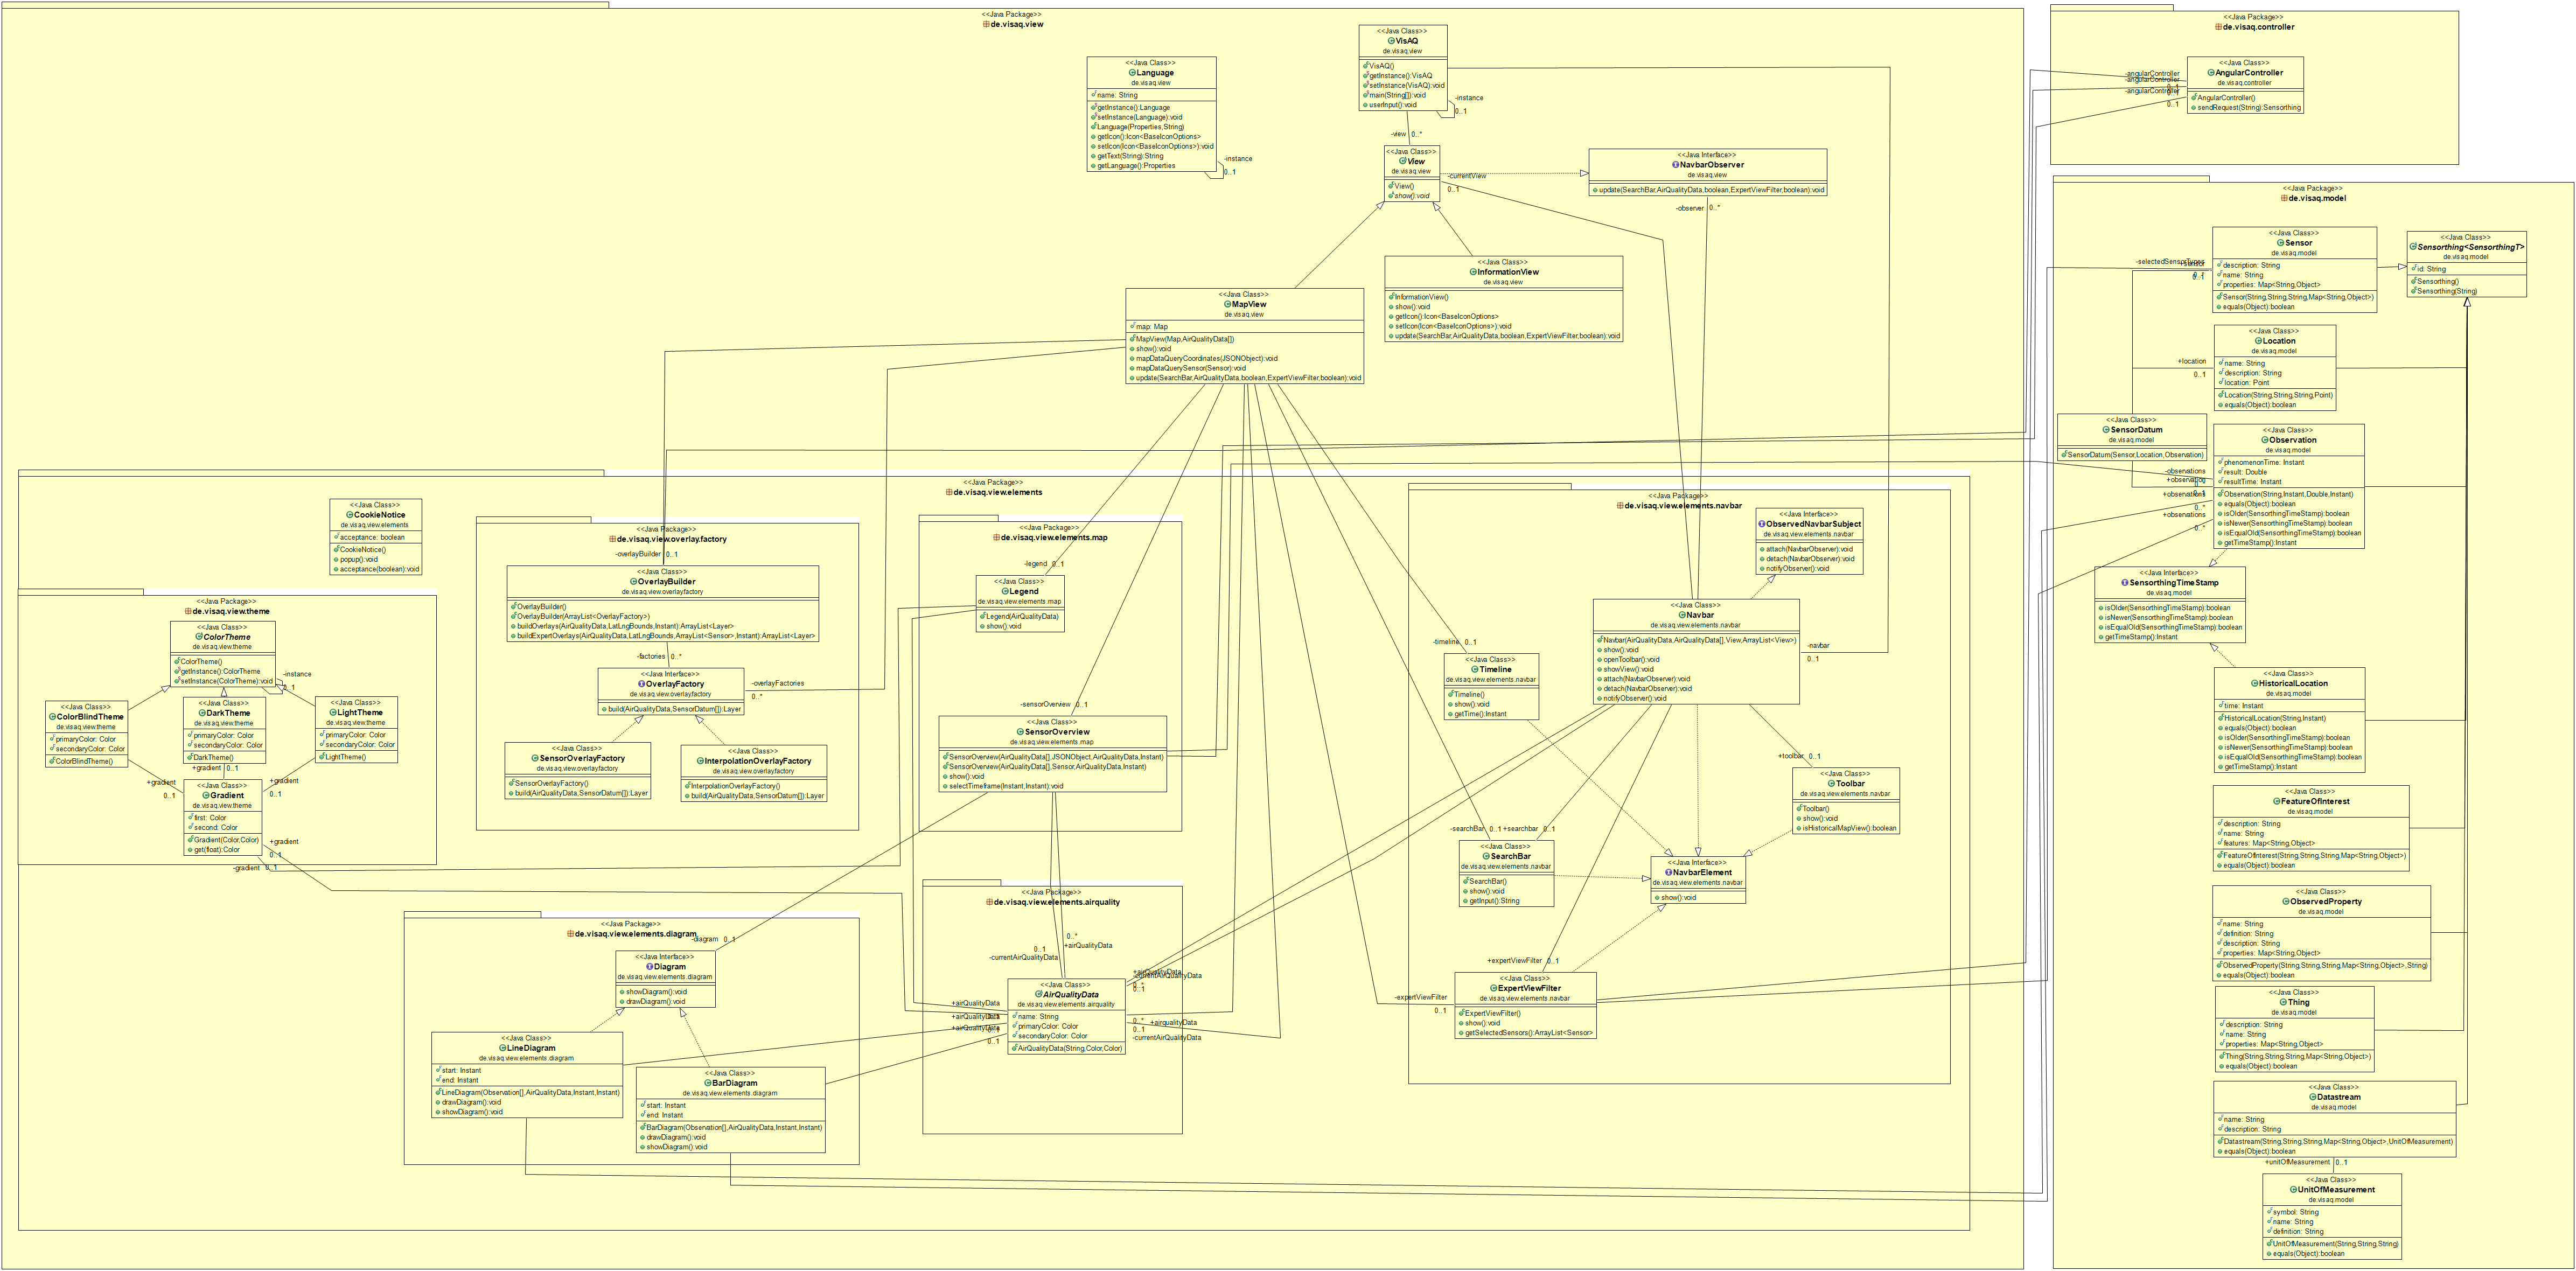 <<Java Package>>
de.visaq.view
<<Java Class>>
VisAQ
de.visaq.view
VisAQ()
getInstance():VisAQ
setInstance(VisAQ):void
main(String[]):void
userInput():void
-instance
0..1
<<Java Class>>
Language
de.visaq.view
name: String
getInstance():Language
setInstance(Language):void
Language(Properties,String)
getIcon():Icon<BaseIconOptions>
setIcon(Icon<BaseIconOptions>):void
getText(String):String
getLanguage():Properties
-instance
0..1
-view 0..*
<<Java Class>>
View
de.visaq.view
View()
show():void
-currentView
0..1
<<Java Interface>>
NavbarObserver
de.visaq.view
update(SearchBar,AirQualityData,boolean,ExpertViewFilter,boolean):void
-observer 0..*
<<Java Class>>
InformationView
de.visaq.view
InformationView()
show():void
getIcon():Icon<BaseIconOptions>
setIcon(Icon<BaseIconOptions>):void
update(SearchBar,AirQualityData,boolean,ExpertViewFilter,boolean):void
<<Java Class>>
MapView
de.visaq.view
map: Map
MapView(Map,AirQualityData[])
show():void
mapDataQueryCoordinates(JSONObject):void
mapDataQuerySensor(Sensor):void
update(SearchBar,AirQualityData,boolean,ExpertViewFilter,boolean):void
<<Java Package>>
de.visaq.view.elements
<<Java Class>>
CookieNotice
de.visaq.view.elements
acceptance: boolean
CookieNotice()
popup():void
acceptance(boolean):void
<<Java Package>>
de.visaq.view.theme
<<Java Class>>
ColorTheme
de.visaq.view.theme
ColorTheme()
getInstance():ColorTheme
setInstance(ColorTheme):void
-instance
0..1
<<Java Class>>
ColorBlindTheme
de.visaq.view.theme
primaryColor: Color
secondaryColor: Color
ColorBlindTheme()
<<Java Class>>
DarkTheme
de.visaq.view.theme
primaryColor: Color
secondaryColor: Color
DarkTheme()
<<Java Class>>
LightTheme
de.visaq.view.theme
primaryColor: Color
secondaryColor: Color
LightTheme()
+gradient
0..1
+gradient 0..1
+gradient
0..1
<<Java Class>>
Gradient
de.visaq.view.theme
first: Color
second: Color
Gradient(Color,Color)
get(float):Color
+gradient
0..1
-gradient 0..1
<<Java Package>>
de.visaq.view.overlay.factory
-overlayBuilder 0..1
<<Java Class>>
OverlayBuilder
de.visaq.view.overlay.factory
OverlayBuilder()
OverlayBuilder(ArrayList<OverlayFactory>)
buildOverlays(AirQualityData,LatLngBounds,Instant):ArrayList<Layer>
buildExpertOverlays(AirQualityData,LatLngBounds,ArrayList<Sensor>,Instant):ArrayList<Layer>
-factories 0..*
<<Java Interface>>
OverlayFactory
de.visaq.view.overlay.factory
build(AirQualityData,SensorDatum[]):Layer
-overlayFactories
0..*
<<Java Class>>
SensorOverlayFactory
de.visaq.view.overlay.factory
SensorOverlayFactory()
build(AirQualityData,SensorDatum[]):Layer
<<Java Class>>
InterpolationOverlayFactory
de.visaq.view.overlay.factory
InterpolationOverlayFactory()
build(AirQualityData,SensorDatum[]):Layer
<<Java Package>>
de.visaq.view.elements.map
-legend 0..1
<<Java Class>>
Legend
de.visaq.view.elements.map
Legend(AirQualityData)
show():void
-sensorOverview 0..1
<<Java Class>>
SensorOverview
de.visaq.view.elements.map
SensorOverview(AirQualityData[],JSONObject,AirQualityData,Instant)
SensorOverview(AirQualityData[],Sensor,AirQualityData,Instant)
show():void
selectTimeframe(Instant,Instant):void
<<Java Package>>
de.visaq.view.elements.airquality
0..*
+airQualityData
0..1
-currentAirQualityData
+airQualityData
-currentAirQualityData
0..*
0..1
<<Java Class>>
AirQualityData
de.visaq.view.elements.airquality
name: String
primaryColor: Color
secondaryColor: Color
AirQualityData(String,Color,Color)
+airQualityData
0..1
+airQualityData
+airQualityData
0..1
0..*
+airqualityData
0..1
-currentAirQualityData
<<Java Package>>
de.visaq.view.elements.diagram
-diagram 0..1
<<Java Interface>>
Diagram
de.visaq.view.elements.diagram
showDiagram():void
drawDiagram():void
<<Java Class>>
LineDiagram
de.visaq.view.elements.diagram
start: Instant
end: Instant
LineDiagram(Observation[],AirQualityData,Instant,Instant)
drawDiagram():void
showDiagram():void
<<Java Class>>
BarDiagram
de.visaq.view.elements.diagram
start: Instant
end: Instant
BarDiagram(Observation[],AirQualityData,Instant,Instant)
drawDiagram():void
showDiagram():void
<<Java Package>>
de.visaq.view.elements.navbar
<<Java Interface>>
ObservedNavbarSubject
de.visaq.view.elements.navbar
attach(NavbarObserver):void
detach(NavbarObserver):void
notifyObserver():void
<<Java Class>>
Navbar
de.visaq.view.elements.navbar
Navbar(AirQualityData,AirQualityData[],View,ArrayList<View>)
show():void
openToolbar():void
showView():void
attach(NavbarObserver):void
detach(NavbarObserver):void
notifyObserver():void
-navbar
0..1
-timeline 0..1
<<Java Class>>
Timeline
de.visaq.view.elements.navbar
Timeline()
show():void
getTime():Instant
+toolbar 0..1
<<Java Class>>
Toolbar
de.visaq.view.elements.navbar
Toolbar()
show():void
isHistoricalMapView():boolean
-searchBar 0..1
+searchbar 0..1
<<Java Class>>
SearchBar
de.visaq.view.elements.navbar
SearchBar()
show():void
getInput():String
<<Java Interface>>
NavbarElement
de.visaq.view.elements.navbar
show():void
+expertViewFilter 0..1
-expertViewFilter
0..1
<<Java Class>>
ExpertViewFilter
de.visaq.view.elements.navbar
ExpertViewFilter()
show():void
getSelectedSensors():ArrayList<Sensor>
<<Java Package>>
de.visaq.controller
<<Java Class>>
AngularController
de.visaq.controller
AngularController()
sendRequest(String):Sensorthing
-angularController
-angularController
0..1
-angularController
0..1
<<Java Package>>
de.visaq.model
<<Java Class>>
Sensor
de.visaq.model
description: String
name: String
properties: Map<String,Object>
Sensor(String,String,String,Map<String,Object>)
equals(Object):boolean
-selectedSensorTypes
+sensor
0..1
<<Java Class>>
Sensorthing<SensorthingT>
de.visaq.model
id: String
Sensorthing()
Sensorthing(String)
<<Java Class>>
Location
de.visaq.model
name: String
description: String
location: Point
Location(String,String,String,Point)
equals(Object):boolean
+location
0..1
<<Java Class>>
SensorDatum
de.visaq.model
SensorDatum(Sensor,Location,Observation)
<<Java Class>>
Observation
de.visaq.model
phenomenonTime: Instant
result: Double
resultTime: Instant
Observation(String,Instant,Double,Instant)
equals(Object):boolean
isOlder(SensorthingTimeStamp):boolean
isNewer(SensorthingTimeStamp):boolean
isEqualOld(SensorthingTimeStamp):boolean
getTimeStamp():Instant
-observations
+observation
0..1
+observations
0..*
+observations
0..*
<<Java Interface>>
SensorthingTimeStamp
de.visaq.model
isOlder(SensorthingTimeStamp):boolean
isNewer(SensorthingTimeStamp):boolean
isEqualOld(SensorthingTimeStamp):boolean
getTimeStamp():Instant
<<Java Class>>
HistoricalLocation
de.visaq.model
time: Instant
HistoricalLocation(String,Instant)
equals(Object):boolean
isOlder(SensorthingTimeStamp):boolean
isNewer(SensorthingTimeStamp):boolean
isEqualOld(SensorthingTimeStamp):boolean
getTimeStamp():Instant
<<Java Class>>
FeatureOfInterest
de.visaq.model
description: String
name: String
features: Map<String,Object>
FeatureOfInterest(String,String,String,Map<String,Object>)
equals(Object):boolean
<<Java Class>>
ObservedProperty
de.visaq.model
name: String
definition: String
description: String
properties: Map<String,Object>
ObservedProperty(String,String,String,Map<String,Object>,String)
equals(Object):boolean
<<Java Class>>
Thing
de.visaq.model
description: String
name: String
properties: Map<String,Object>
Thing(String,String,String,Map<String,Object>)
equals(Object):boolean
<<Java Class>>
Datastream
de.visaq.model
name: String
description: String
Datastream(String,String,String,Map<String,Object>,UnitOfMeasurement)
equals(Object):boolean
+unitOfMeasurement 0..1
<<Java Class>>
UnitOfMeasurement
de.visaq.model
symbol: String
name: String
definition: String
UnitOfMeasurement(String,String,String)
equals(Object):boolean